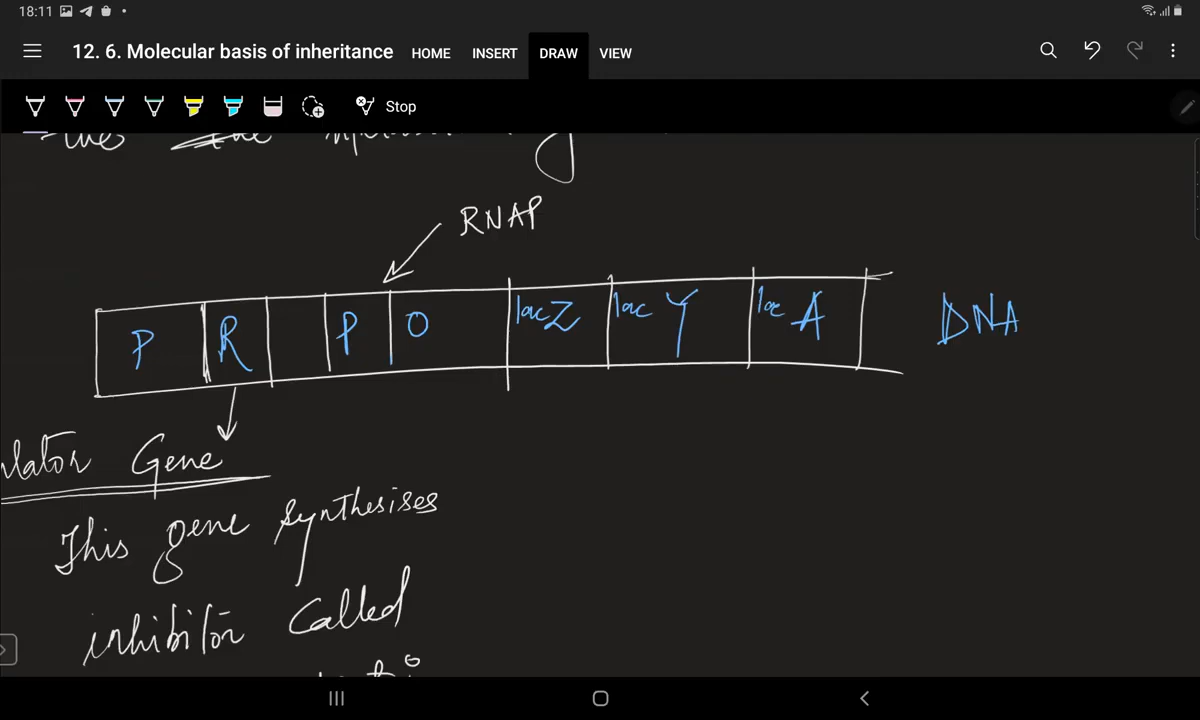 18:11
12. 6. Molecular basis of inheritance HOME INSERT DRAW VIEW
Stop
RNAP
P R P O lacZ lac Y lac A DNA
lator Gene
This gene synthesises
inhibitor called